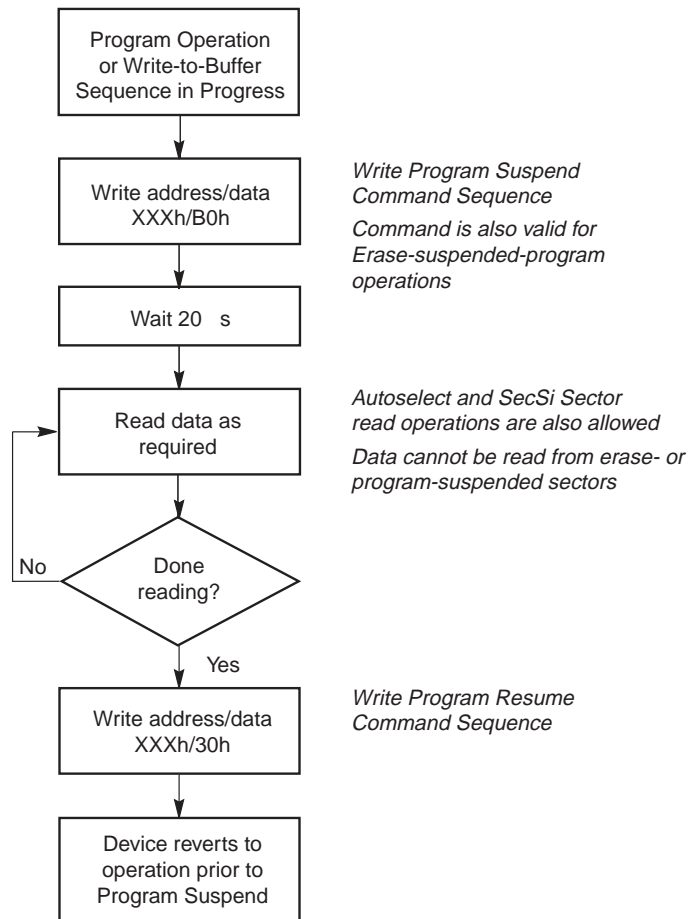 Program Operation
or Write-to-Buffer
Sequence in Progress
Write address/data
XXXh/B0h
Write Program Suspend
Command Sequence
Command is also valid for
Erase-suspended-program
operations
Wait 20 s
Read data as
required
Autoselect and SecSi Sector
read operations are also allowed
Data cannot be read from erase- or
program-suspended sectors
No
Done
reading?
Yes
Write address/data
XXXh/30h
Write Program Resume
Command Sequence
Device reverts to
operation prior to
Program Suspend